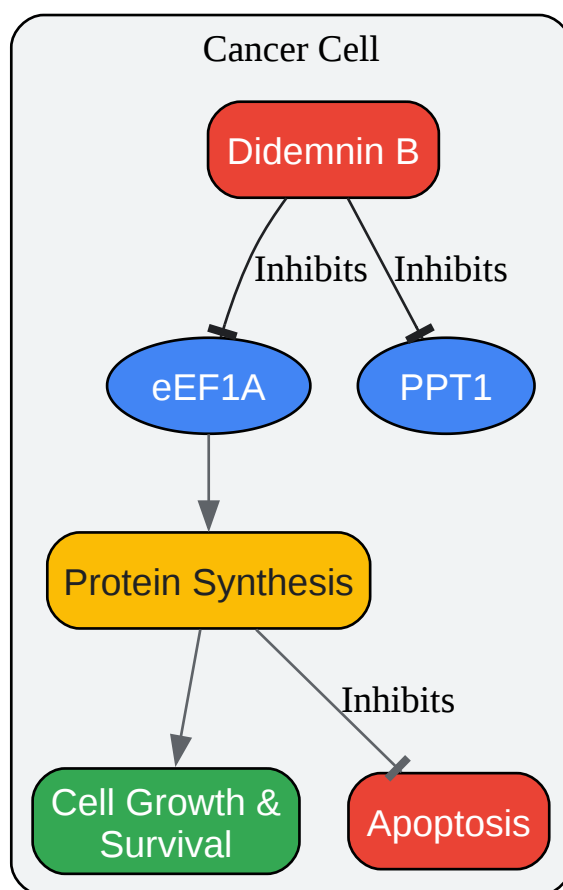 Cancer Cell
Didemnin B
Inhibits
Inhibits
eEF1A
PPT1
Protein Synthesis
Inhibits
Cell Growth &
Survival
Apoptosis